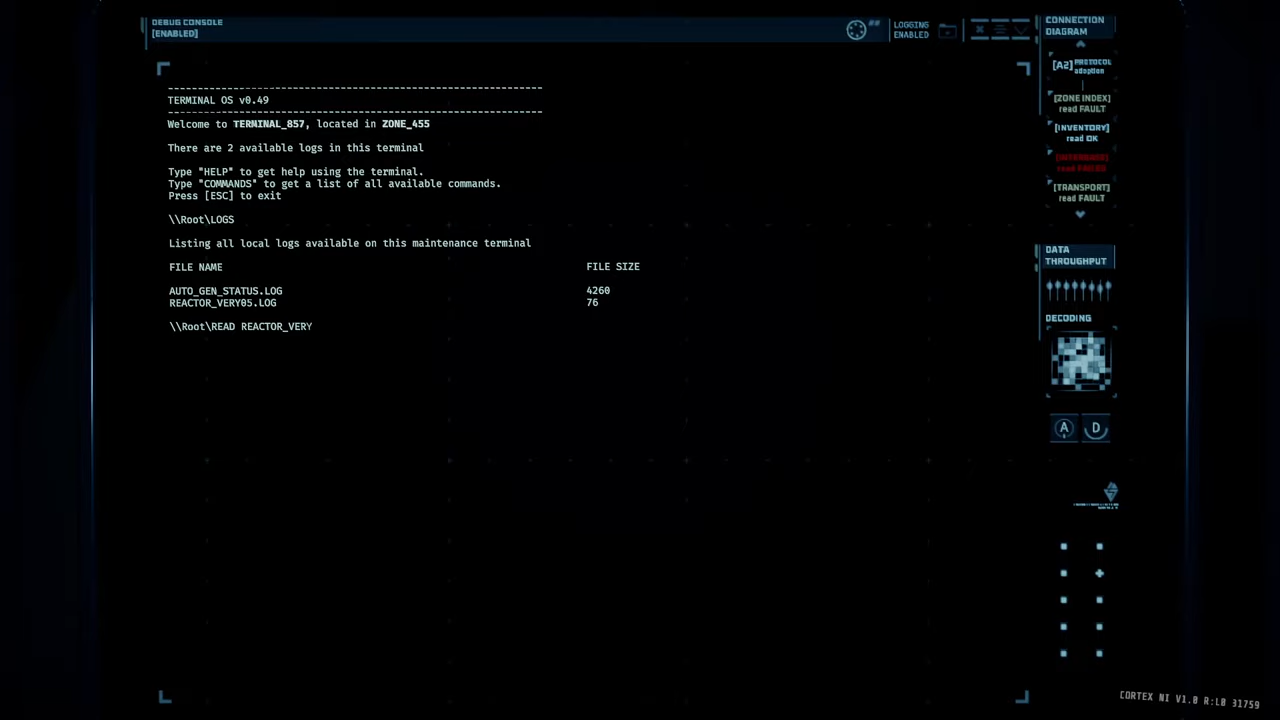 DEBUG CONSOLE
[ENABLED]
LOGGING
ENABLED
--------------------------------------------------------------
TERMINAL OS v0.49
--------------------------------------------------------------
Welcome to TERMINAL_857, located in ZONE_455
There are 2 available logs in this terminal
Type "HELP" to get help using the terminal.
Type "COMMANDS" to get a list of all available commands.
Press [ESC] to exit
\\Root\LOGS
Listing all local logs available on this maintenance terminal
FILE NAME FILE SIZE
AUTO_GEN_STATUS.LOG 4260
REACTOR_VERY05.LOG 76
\\Root\READ REACTOR_VERY
CONNECTION
DIAGRAM
[A2] PROTOCOL
adoption
[ZONE INDEX]
read FAULT
[INVENTORY]
read OK
read
[TRANSPORT]
read FAULT
DATA
THROUGHPUT
DECODING
A D
CORTEX NI V1.0 R:L0 31759